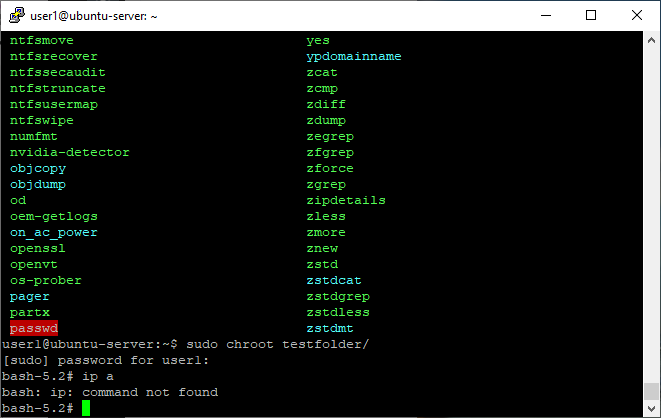 user1@ubuntu-server: ~
ntfsmove yes
ntfsrecover ypdomainname
ntfssecaudit zcat
ntfstruncate zcmp
ntfsusermap zdiff
ntfswipe zdump
numfmt zegrep
nvidia-detector zfgrep
objcopy zforce
objdump zgrep
od zipdetails
oem-getlogs zless
on_ac_power zmore
openssl znew
openvt zstd
os-prober zstdcat
pager zstdgrep
partx zstdless
passwd zstdmt
user1@ubuntu-server:~$ sudo chroot testfolder/
[sudo] password for user1:
bash-5.2# ip a
bash: ip: command not found
bash-5.2#